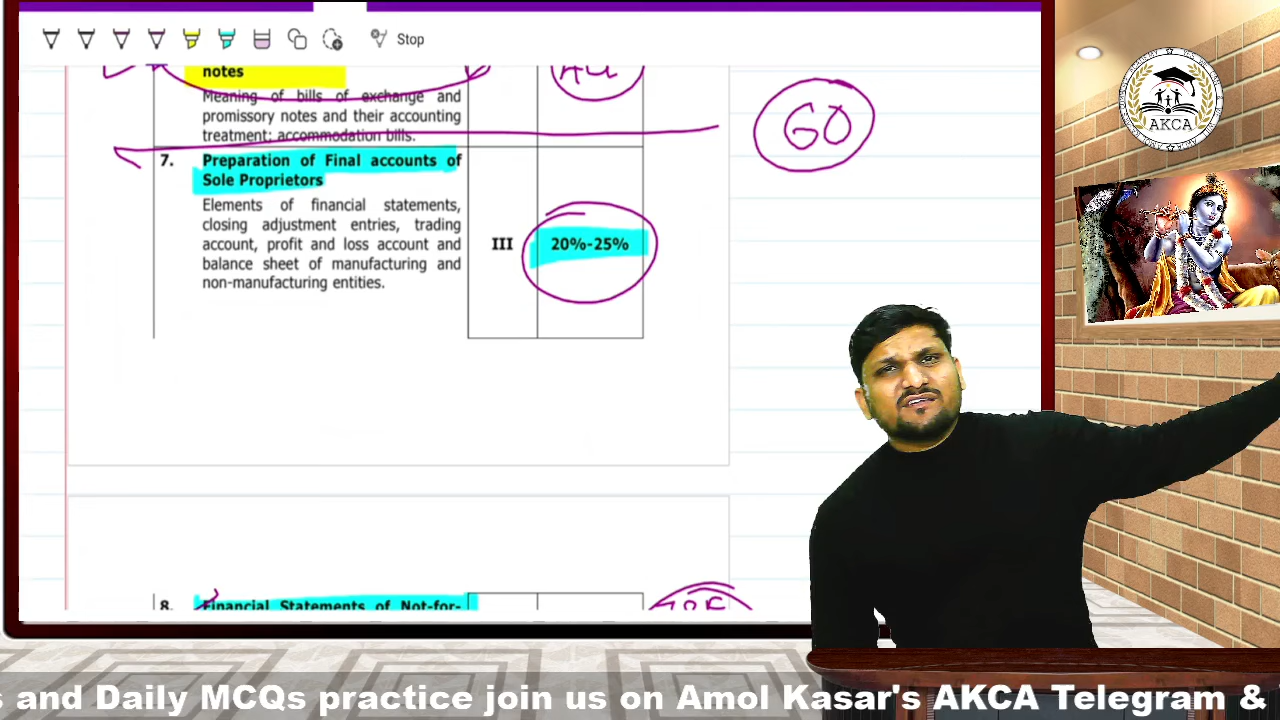 Stop
notes
Meaning of bills of exchange and
promissory notes and their accounting
treatment; accommodation bills.
GO
7. Preparation of Final accounts of
Sole Proprietors
Elements of financial statements,
closing adjustment entries, trading
account, profit and loss account and
balance sheet of manufacturing and
non-manufacturing entities.
III 20%-25%
8. Financial Statements of Not-for-
AKCA
s and Daily MCQs practice join us on Amol Kasar's AKCA Telegram &